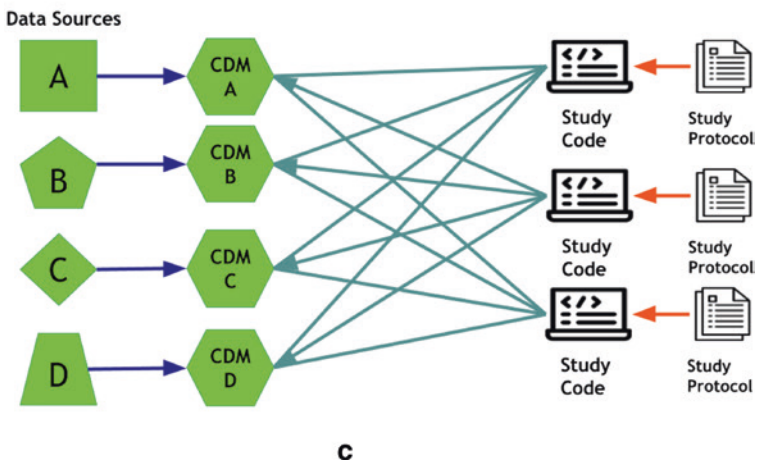 Data Sources
A
CDM
A
</>
Study
Code
Study
Protocol
B
CDM
B
</>
Study
Code
Study
Protocol
C
CDM
C
</>
Study
Code
Study
Protocol
D
CDM
D
c